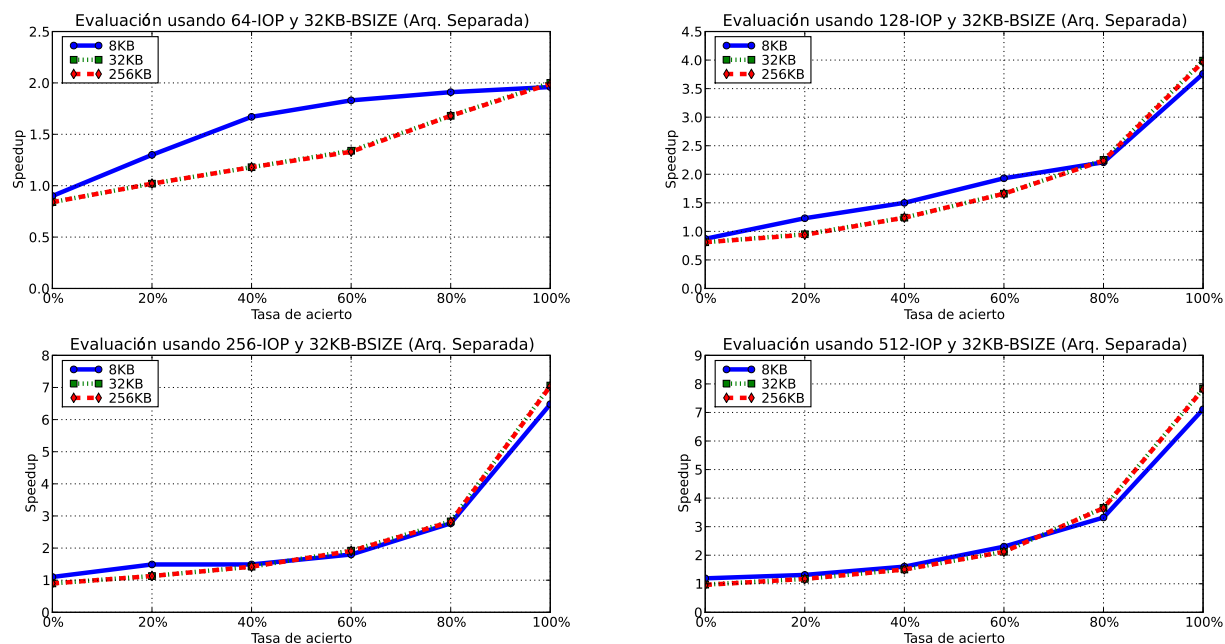 Evaluación usando 64-IOP y 32KB-BSIZE (Arq. Separada)
2.5
2.0
1.5
1.0
0.5
0.0
Speedup
8KB
32KB
256KB
0% 20% 40% 60% 80% 100%
Tasa de acierto
Evaluación usando 128-IOP y 32KB-BSIZE (Arq. Separada)
4.5
4.0
3.5
3.0
2.5
2.0
1.5
1.0
0.5
0.0
Speedup
8KB
32KB
256KB
0% 20% 40% 60% 80% 100%
Tasa de acierto
Evaluación usando 256-IOP y 32KB-BSIZE (Arq. Separada)
8
7
6
5
4
3
2
1
0
Speedup
8KB
32KB
256KB
0% 20% 40% 60% 80% 100%
Tasa de acierto
Evaluación usando 512-IOP y 32KB-BSIZE (Arq. Separada)
9
8
7
6
5
4
3
2
1
0
Speedup
8KB
32KB
256KB
0% 20% 40% 60% 80% 100%
Tasa de acierto